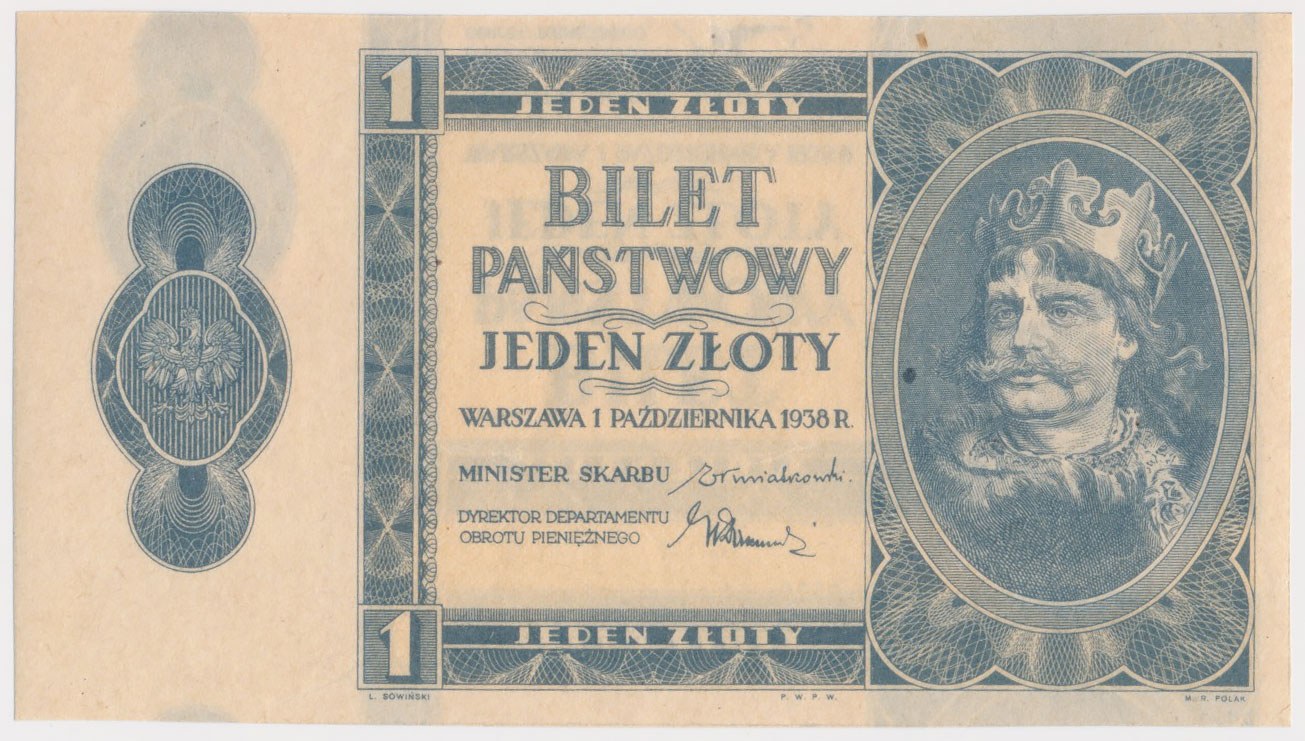 1
JEDEN ZŁOTY
BILET
PAŃSTWOWY
JEDEN ZŁOTY
WARSZAWA 1 PAŹDZIERNIKA 1938 R.
MINISTER SKARBU
DYREKTOR DEPARTAMENTU
OBROTU PIENIĘŻNEGO
1
JEDEN ZŁOTY
L. SOWIŃSKI
P. W. P. W.
M. R. POLAK